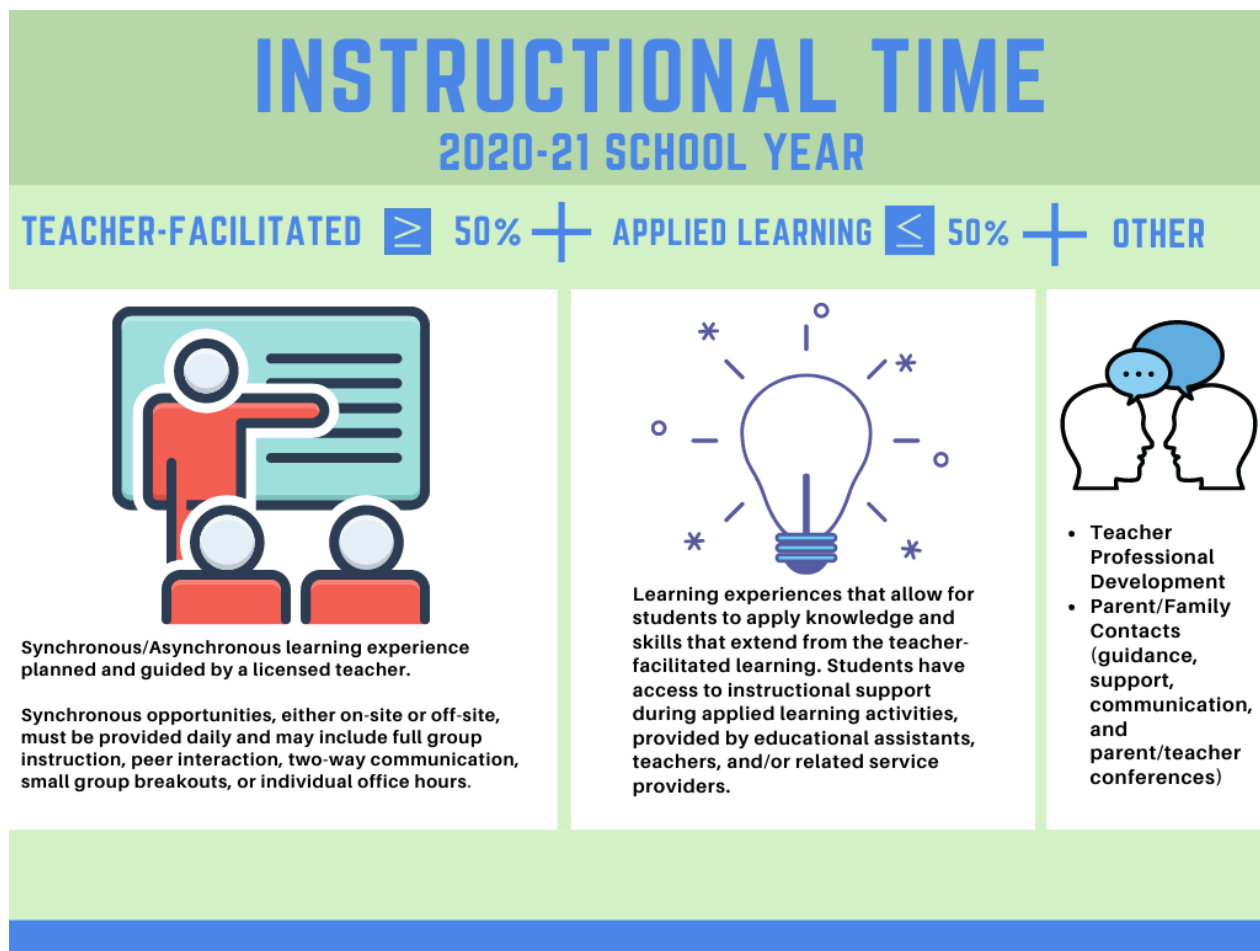 INSTRUCTIONAL TIME
2020-21 SCHOOL YEAR
TEACHER-FACILITATED ≥ 50% + APPLIED LEARNING ≤ 50% + OTHER
Synchronous/Asynchronous learning experience
planned and guided by a licensed teacher.
Synchronous opportunities, either on-site or off-site,
must be provided daily and may include full group
instruction, peer interaction, two-way communication,
small group breakouts, or individual office hours.
Learning experiences that allow for
students to apply knowledge and
skills that extend from the teacher-
facilitated learning. Students have
access to instructional support
during applied learning activities,
provided by educational assistants,
teachers, and/or related service
providers.
• Teacher
Professional
Development
• Parent/Family
Contacts
(guidance,
support,
communication,
and
parent/teacher
conferences)